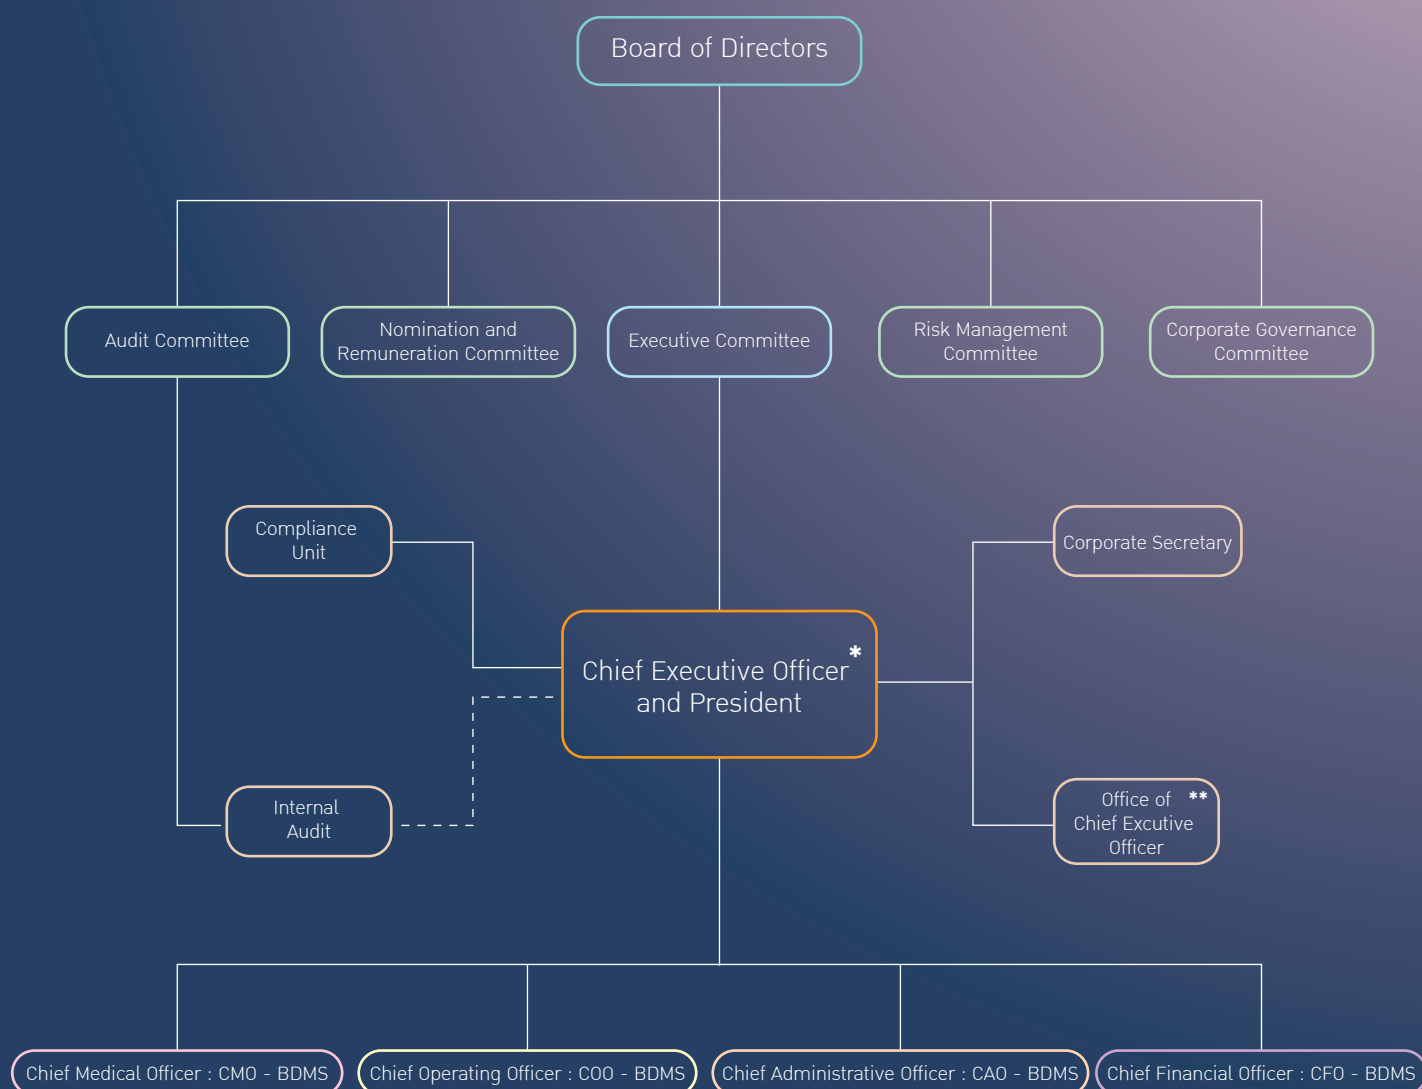 Board of Directors
Audit Committee
Nomination and
Remuneration Committee
Executive Committee
Risk Management
Committee
Corporate Governance
Committee
Compliance
Unit
Corporate Secretary
Chief Executive Officer*
and President
Internal
Audit
Office of **
Chief Excutive
Officer
Chief Medical Officer : CMO - BDMS
Chief Operating Officer : COO - BDMS
Chief Administrative Officer : CAO - BDMS
Chief Financial Officer : CFO - BDMS